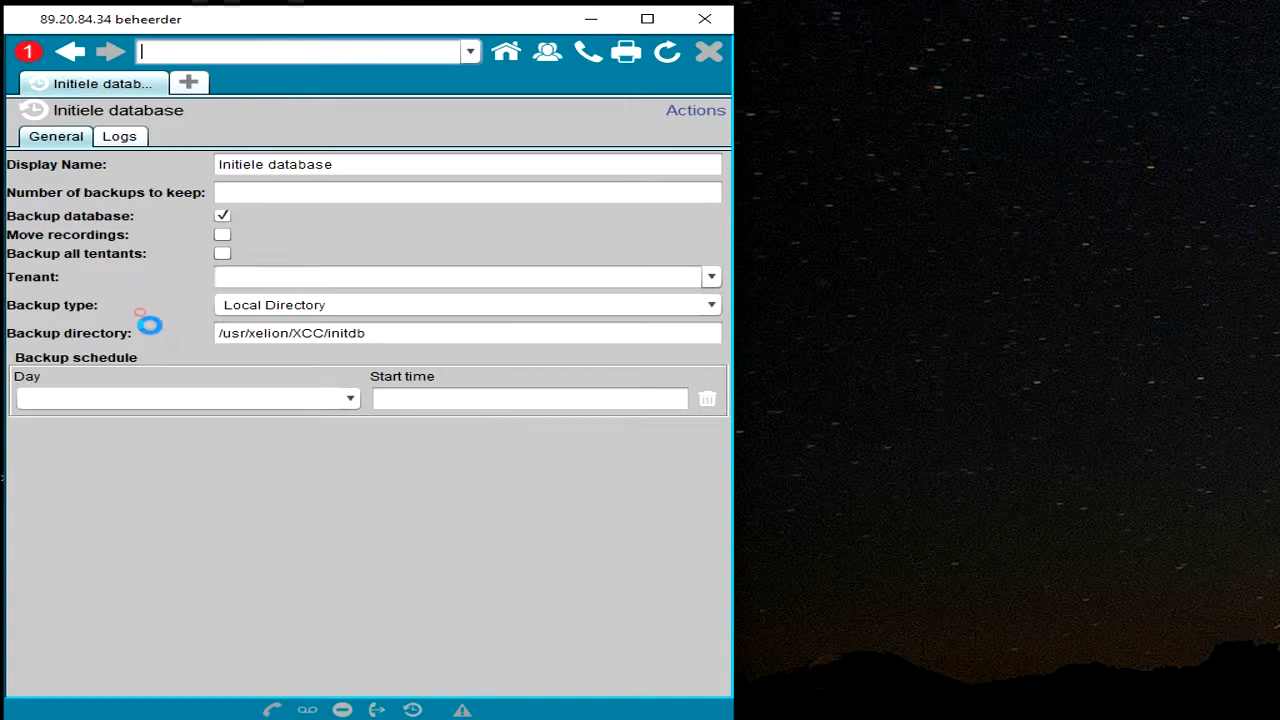 89.20.84.34 beheerder
1
Initiele datab...
Initiele database
Actions
General
Logs
Display Name:
Initiele database
Number of backups to keep:
Backup database:
Move recordings:
Backup all tentants:
Tenant:
Backup type:
Local Directory
Backup directory:
/usr/xelion/XCC/initdb
Backup schedule
Day
Start time